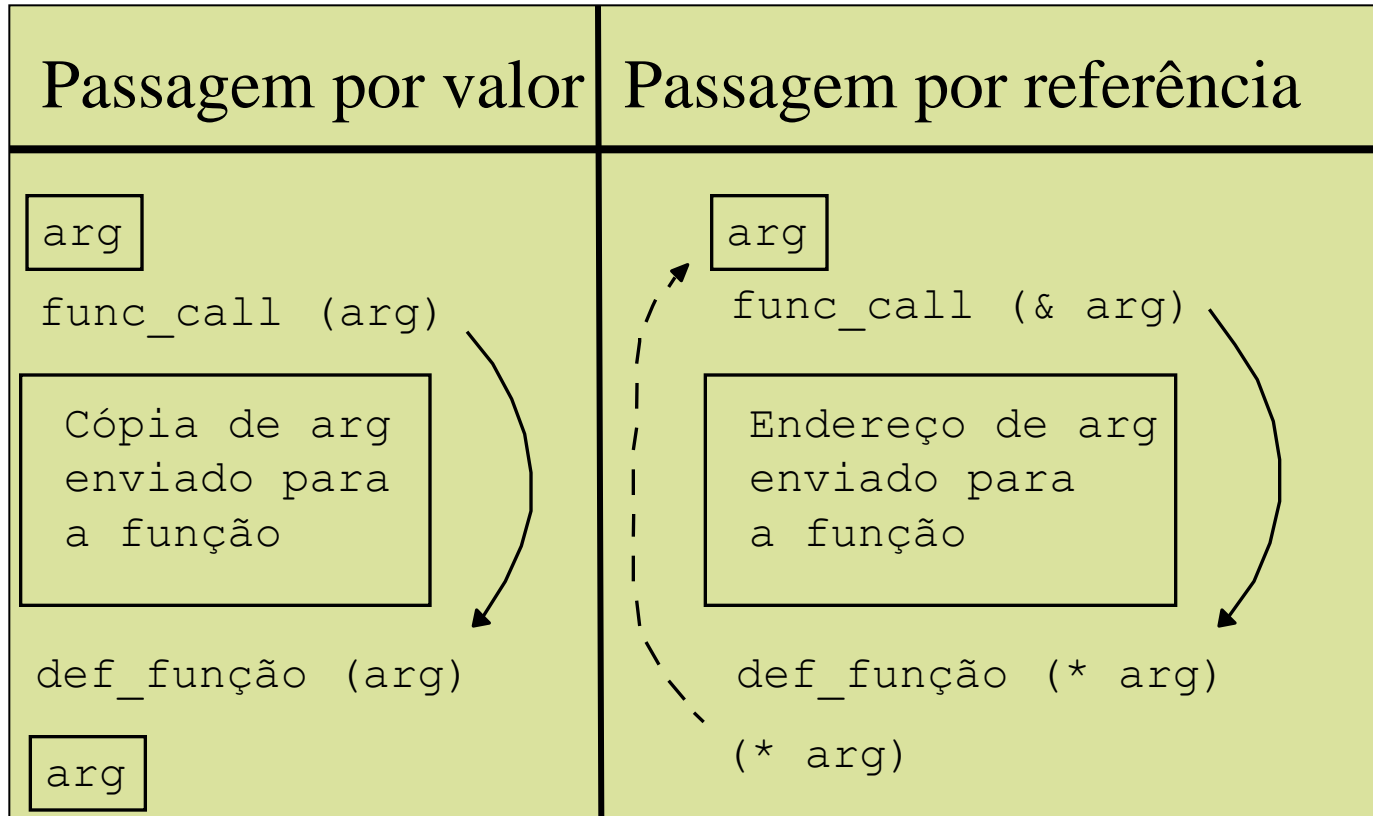 Passagem por valor
arg
func_call (arg)
Cópia de arg
enviado para
a função
def_função (arg)
arg
Passagem por referência
arg
func_call (& arg)
Endereço de arg
enviado para
a função
def_função (* arg)
(* arg)